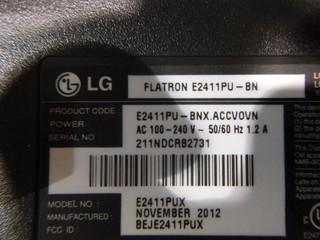 LG FLATRON E2411PU-BN
PRODUCT CODE : E2411PU-BNX.ACCVOVN
POWER : AC 100-240 V ~ 50/60 Hz 1.2 A
SERIAL NO 211NDCRB2731
MODEL NO : E2411PUX
MANUFACTURED : NOVEMBER 2012
FCC ID : BEJE2411PUX